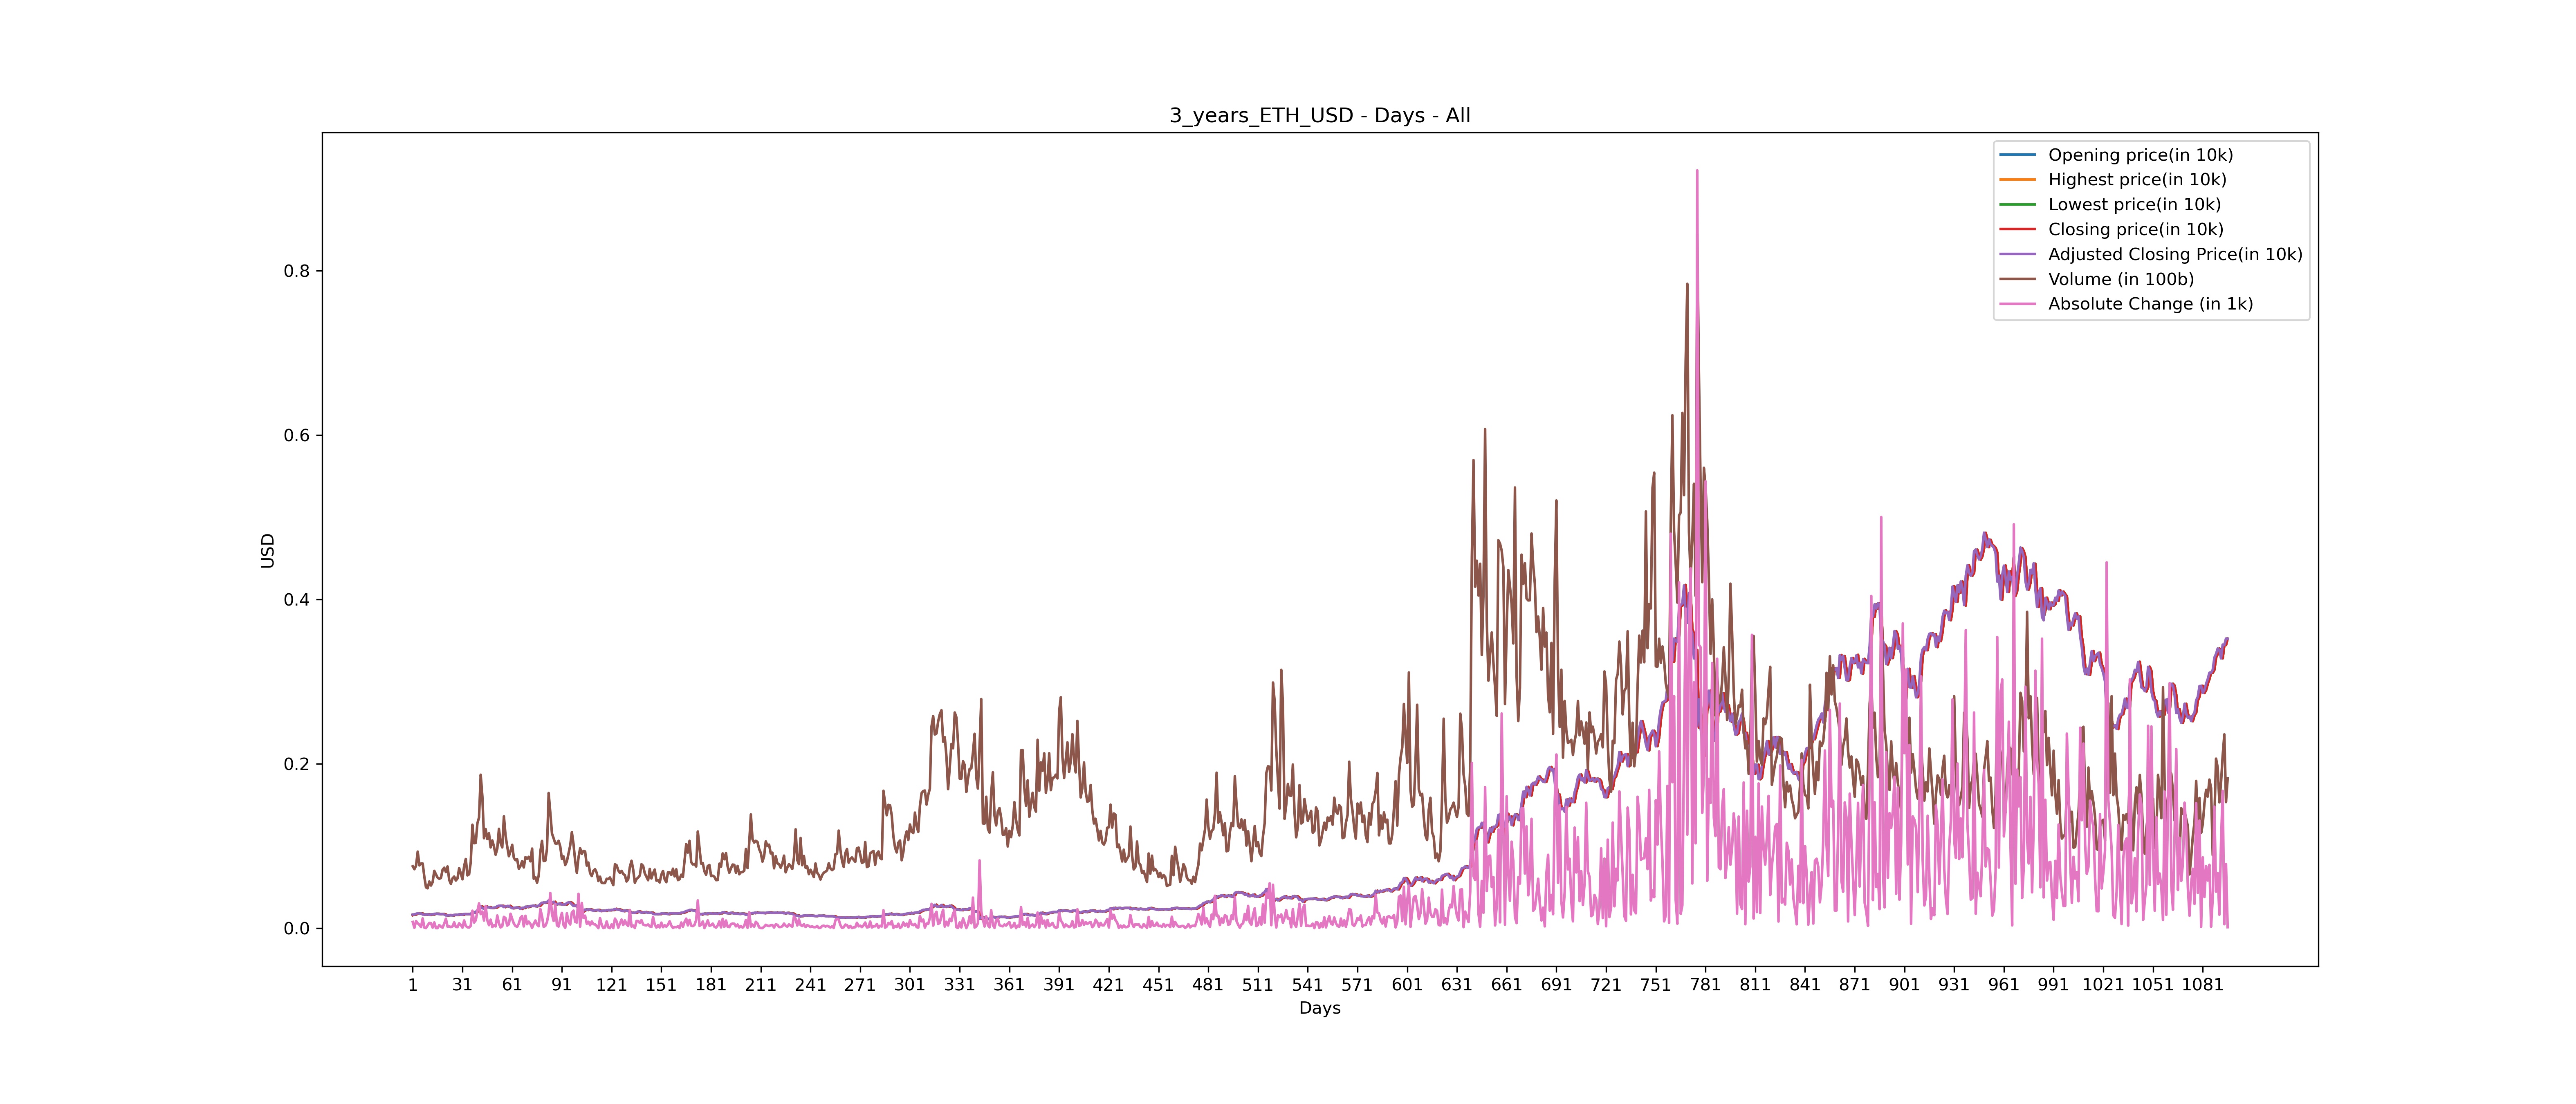 3_years_ETH_USD - Days - All
Opening price(in 10k)
Highest price(in 10k)
Lowest price(in 10k)
Closing price(in 10k)
Adjusted Closing Price(in 10k)
Volume (in 100b)
Absolute Change (in 1k)
0.8
0.6
0.4
0.2
0.0
USD
1 31 61 91 121 151 181 211 241 271 301 331 361 391 421 451 481 511 541 571 601 631 661 691 721 751 781 811 841 871 901 931 961 991 1021 1051 1081
Days